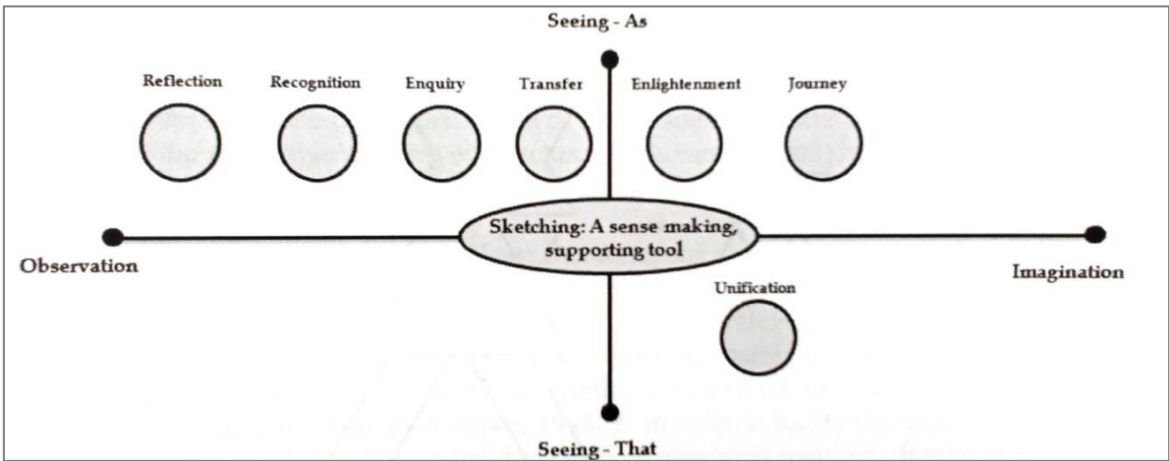 Seeing - As
Reflection
Recognition
Enquiry
Transfer
Enlightenment
Journey
Sketching: A sense making,
supporting tool
Observation
Imagination
Unification
Seeing - That